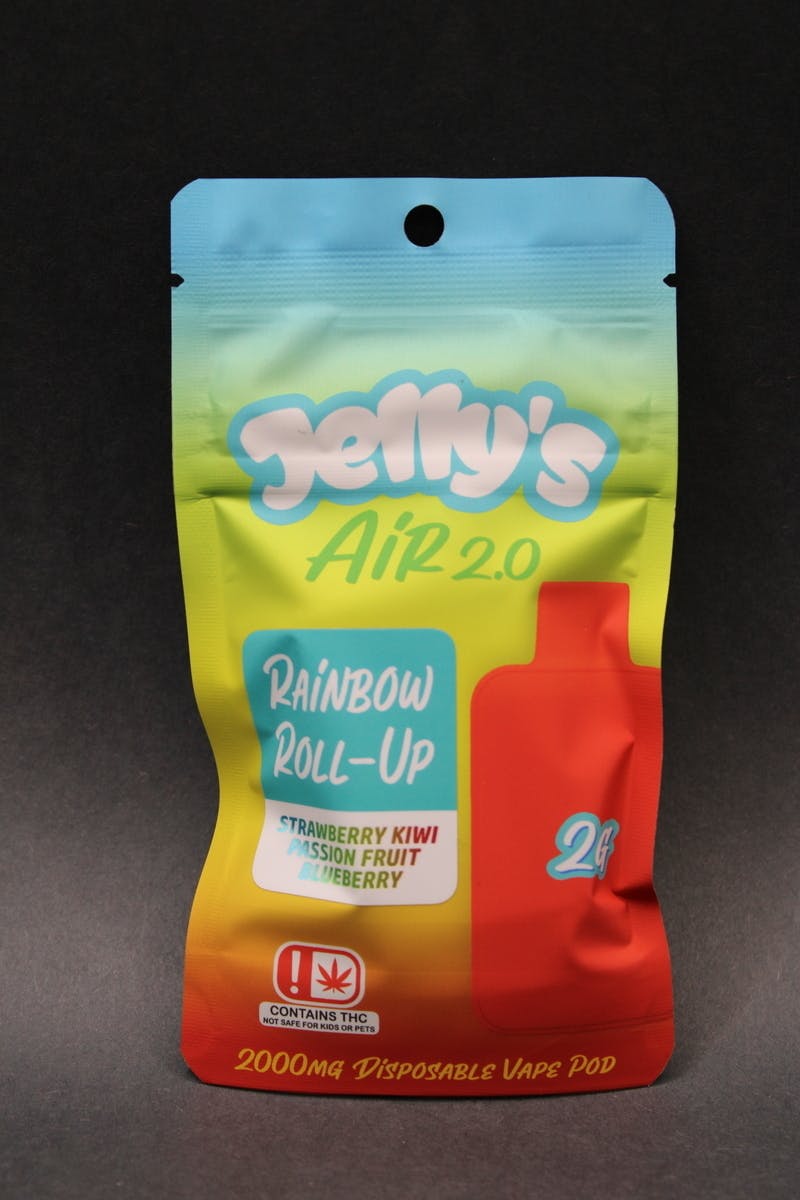 Jelly's
AiR 2.0
RAiNBOW
ROLL-UP
STRAWBERRY KIWI
PASSION FRUIT
BLUEBERRY
2G
!
CONTAINS THC
NOT SAFE FOR KIDS OR PETS
2000MG DiSPOSABLE VAPE POD